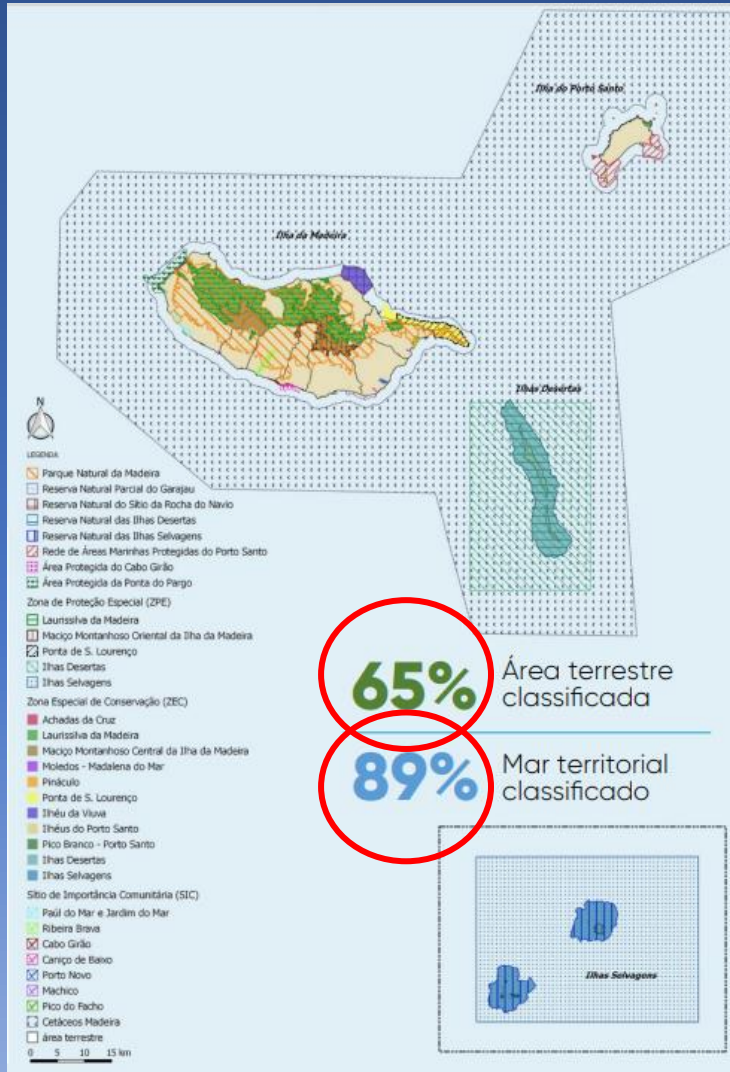 Ilha do Porto Santo
Ilha da Madeira
Ilhas Desertas
N
LEGENDA
Parque Natural da Madeira
Reserva Natural Parcial do Garajau
Reserva Natural do Sítio da Rocha do Navio
Reserva Natural das Ilhas Desertas
Reserva Natural das Ilhas Selvagens
Rede de Áreas Marinhas Protegidas do Porto Santo
Área Protegida do Cabo Girão
Área Protegida da Ponta do Pargo
Zona de Proteção Especial (ZPE)
Laurissilva da Madeira
Maciço Montanhoso Oriental da Ilha da Madeira
Ponta de S. Lourenço
Ilhas Desertas
Ilhas Selvagens
Zona Especial de Conservação (ZEC)
Achadas da Cruz
Laurissilva da Madeira
Maciço Montanhoso Central da Ilha da Madeira
Moledos - Madalena do Mar
Pináculo
Ponta de S. Lourenço
Ilhéu da Viuva
Ilhéus do Porto Santo
Pico Branco - Porto Santo
Ilhas Desertas
Ilhas Selvagens
Sítio de Importância Comunitária (SIC)
Paúl do Mar e Jardim do Mar
Ribeira Brava
Cabo Girão
Caniço de Baixo
Porto Novo
Machico
Pico do Facho
Cetáceos Madeira
área terrestre
0 5 10 15 km
65% Área terrestre
classificada
89% Mar territorial
classificado
Ilhas Selvagens